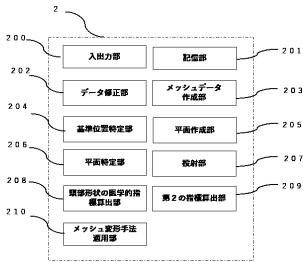 2
200
入出力部
記憶部
201
202
データ修正部
メッシュデータ
作成部
203
204
基準位置特定部
平面作成部
205
206
平面特定部
投射部
207
208
頭部形状の医学的指
標算出部
第2の指標算出部
209
210
メッシュ変形手法
適用部